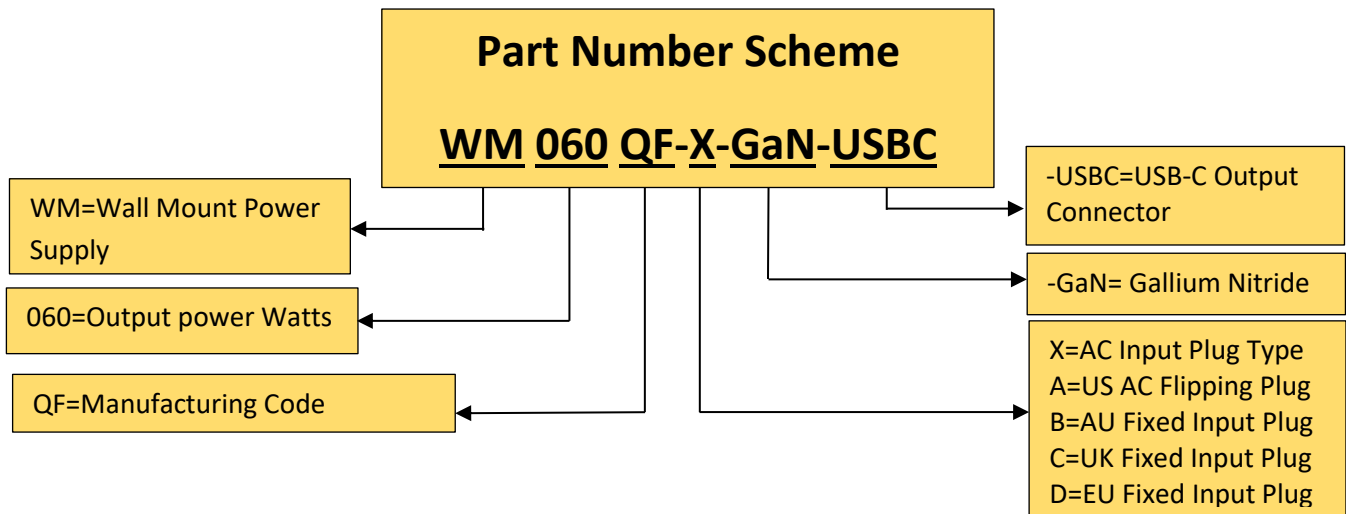 Part Number Scheme
WM 060 QF-X-GaN-USBC
WM=Wall Mount Power
Supply
060=Output power Watts
QF=Manufacturing Code
-USBC=USB-C Output
Connector
-GaN= Gallium Nitride
X=AC Input Plug Type
A=US AC Flipping Plug
B=AU Fixed Input Plug
C=UK Fixed Input Plug
D=EU Fixed Input Plug